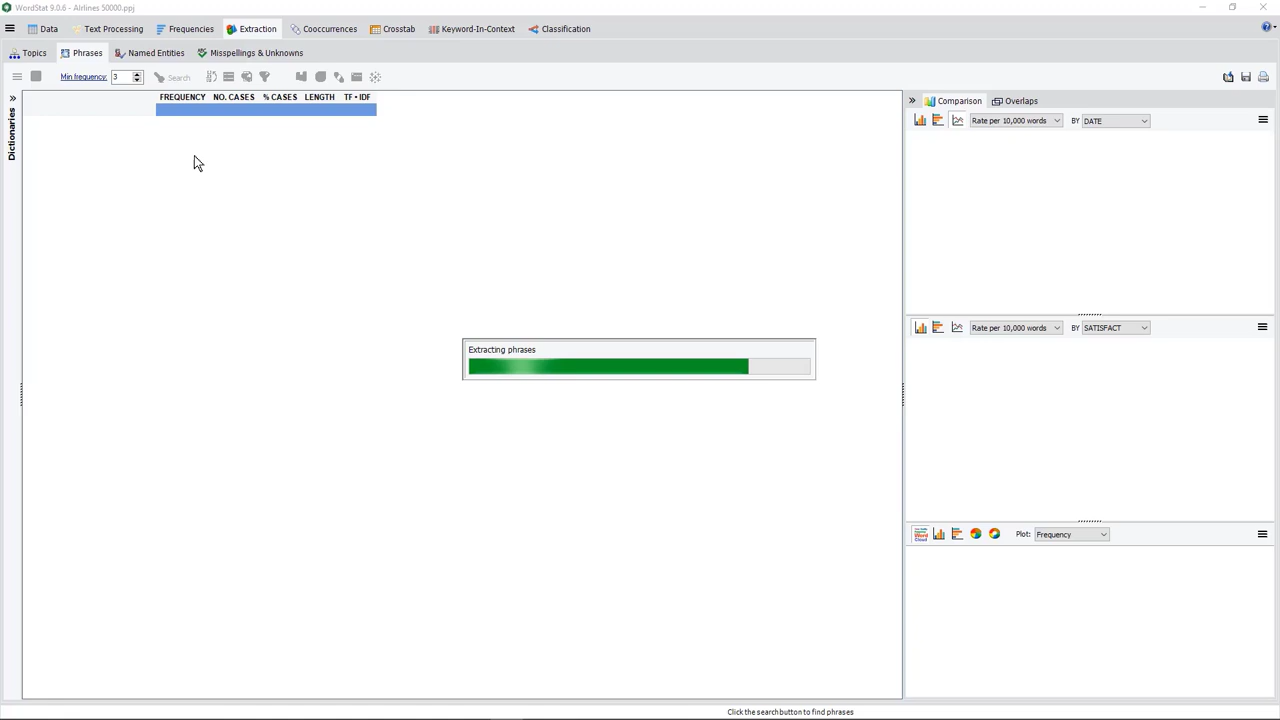 WordStat 9.0.6 - AIrlines 50000.ppj
Data Text Processing Frequencies Extraction Cooccurrences Crosstab Keyword-In-Context Classification
Topics Phrases Named Entities Misspellings & Unknowns
Min frequency: 3 Search
FREQUENCY NO. CASES % CASES LENGTH TF • IDF
Dictionaries
Comparison Overlaps
Rate per 10,000 words BY DATE
Extracting phrases
Rate per 10,000 words BY SATISFACT
Word Cloud Plot: Frequency
Click the search button to find phrases